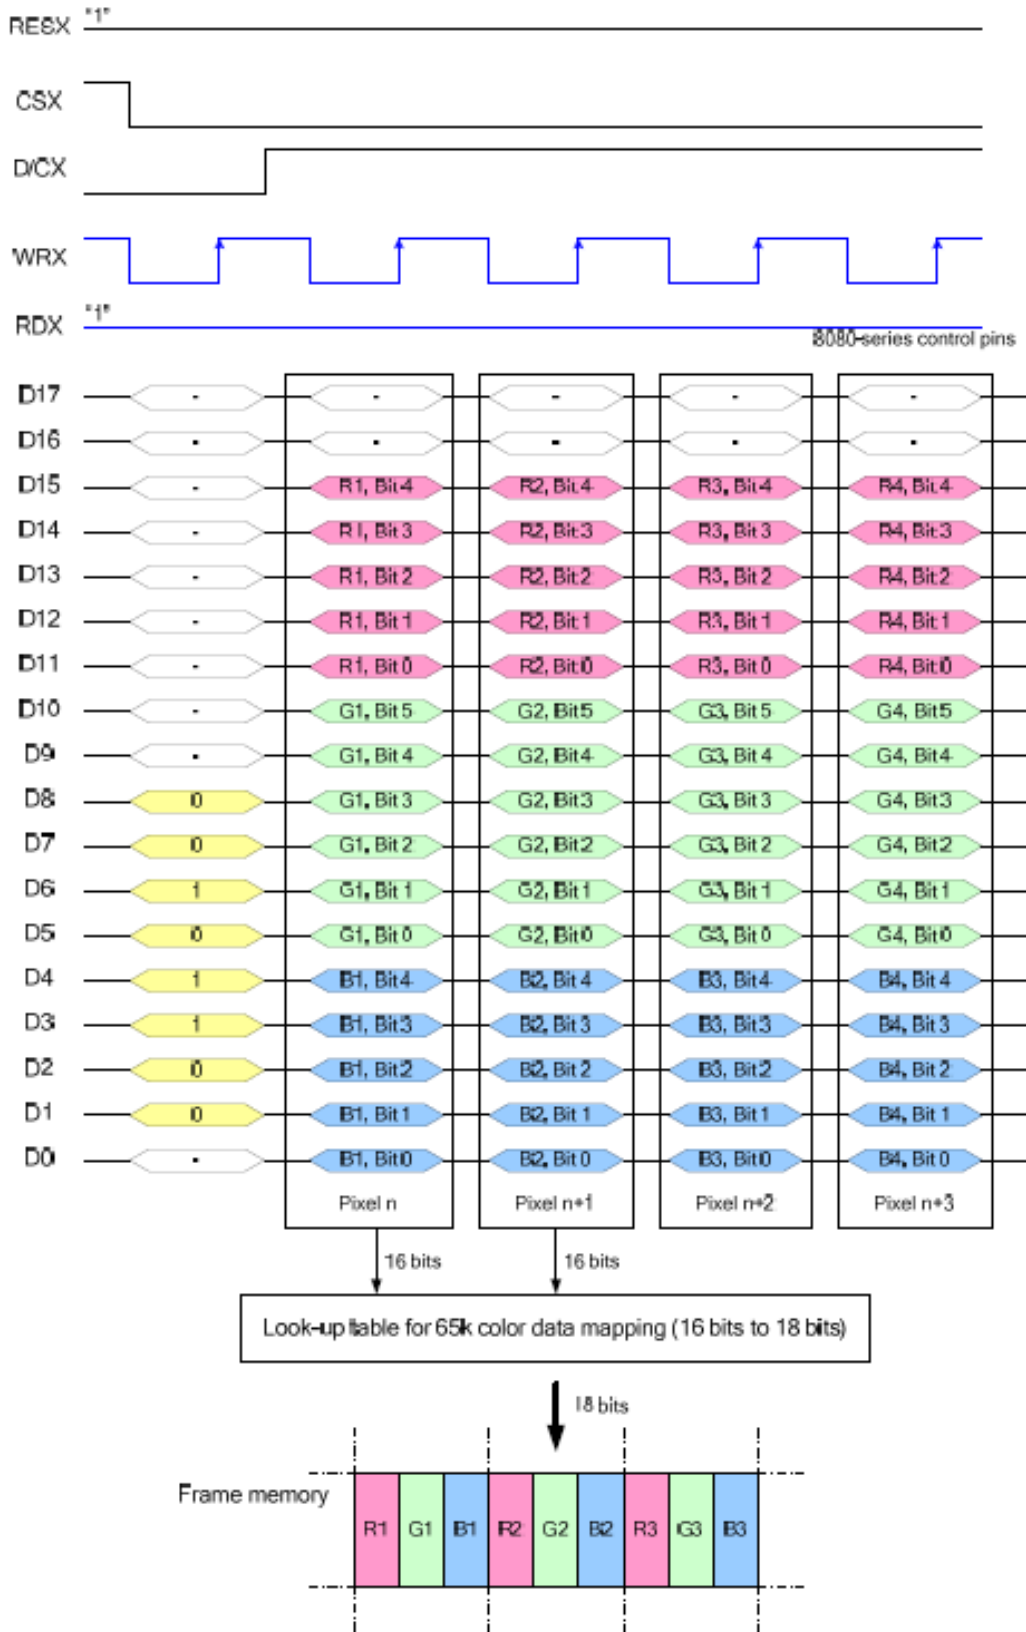 RESX "1"
CSX
D/CX
WRX
RDX "1"
8080-series control pins
D17 - - - - -
D16 - - - - -
D15 - R1, Bit 4 R2, Bit 4 R3, Bit 4 R4, Bit 4
D14 - R1, Bit 3 R2, Bit 3 R3, Bit 3 R4, Bit 3
D13 - R1, Bit 2 R2, Bit 2 R3, Bit 2 R4, Bit 2
D12 - R1, Bit 1 R2, Bit 1 R3, Bit 1 R4, Bit 1
D11 - R1, Bit 0 R2, Bit 0 R3, Bit 0 R4, Bit 0
D10 - G1, Bit 5 G2, Bit 5 G3, Bit 5 G4, Bit 5
D9 - G1, Bit 4 G2, Bit 4 G3, Bit 4 G4, Bit 4
D8 0 G1, Bit 3 G2, Bit 3 G3, Bit 3 G4, Bit 3
D7 0 G1, Bit 2 G2, Bit 2 G3, Bit 2 G4, Bit 2
D6 1 G1, Bit 1 G2, Bit 1 G3, Bit 1 G4, Bit 1
D5 0 G1, Bit 0 G2, Bit 0 G3, Bit 0 G4, Bit 0
D4 1 B1, Bit 4 B2, Bit 4 B3, Bit 4 B4, Bit 4
D3 1 B1, Bit 3 B2, Bit 3 B3, Bit 3 B4, Bit 3
D2 0 B1, Bit 2 B2, Bit 2 B3, Bit 2 B4, Bit 2
D1 0 B1, Bit 1 B2, Bit 1 B3, Bit 1 B4, Bit 1
D0 - B1, Bit 0 B2, Bit 0 B3, Bit 0 B4, Bit 0
Pixel n Pixel n+1 Pixel n+2 Pixel n+3
16 bits 16 bits
Look-up table for 65k color data mapping (16 bits to 18 bits)
18 bits
Frame memory
R1 G1 B1 R2 G2 B2 R3 G3 B3